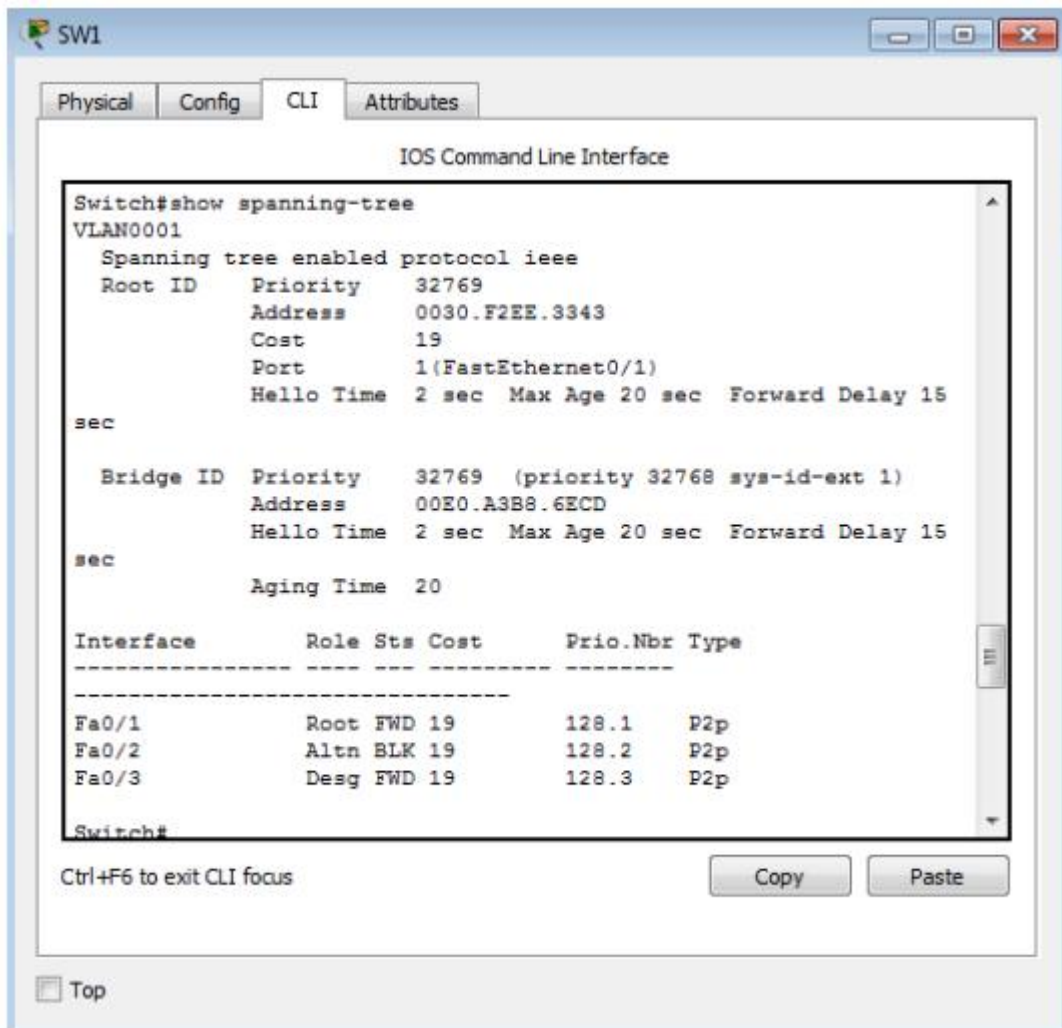 SW1
Physical Config CLI Attributes
IOS Command Line Interface
Switch#show spanning-tree
VLAN0001
  Spanning tree enabled protocol ieee
  Root ID    Priority    32769
             Address     0030.F2EE.3343
             Cost        19
             Port        1(FastEthernet0/1)
             Hello Time  2 sec  Max Age 20 sec  Forward Delay 15
sec
  Bridge ID  Priority    32769  (priority 32768 sys-id-ext 1)
             Address     00E0.A3B8.6ECD
             Hello Time  2 sec  Max Age 20 sec  Forward Delay 15
sec
             Aging Time  20
Interface        Role Sts Cost      Prio.Nbr Type
---------------- ---- --- --------- --------
--------------------------------
Fa0/1            Root FWD 19        128.1    P2p
Fa0/2            Altn BLK 19        128.2    P2p
Fa0/3            Desg FWD 19        128.3    P2p
Switch#
Ctrl+F6 to exit CLI focus
Copy Paste
Top